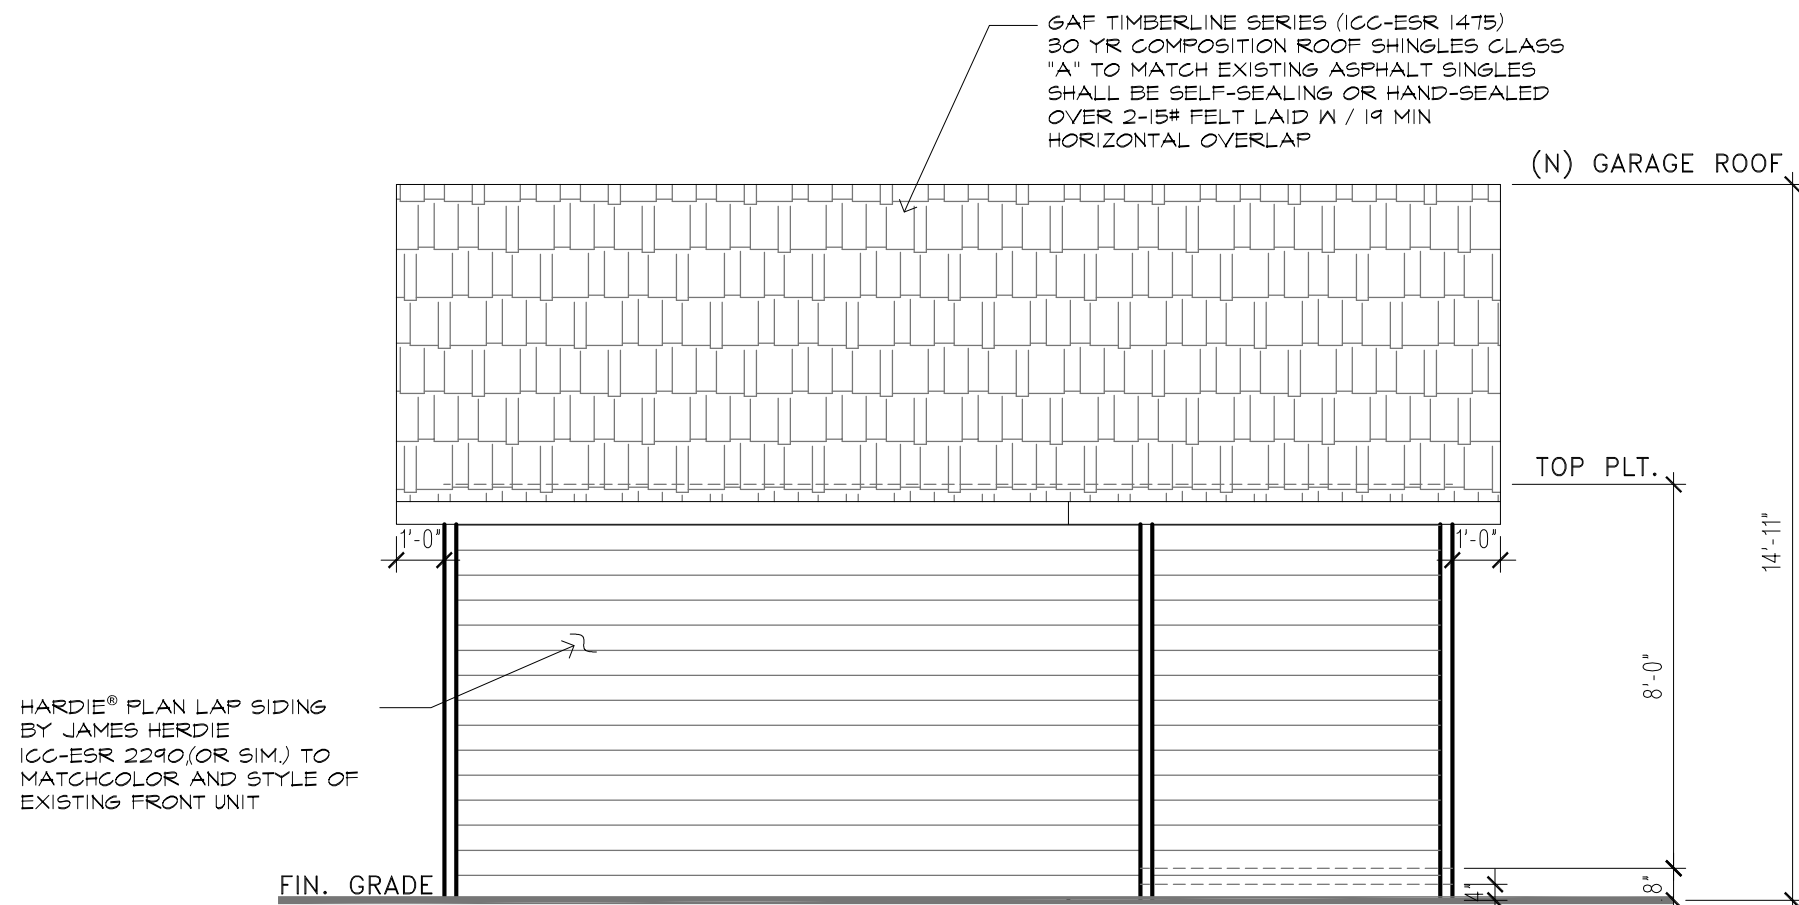 GAF TIMBERLINE SERIES (ICC-ESR 1475)
30 YR COMPOSITION ROOF SHINGLES CLASS
"A" TO MATCH EXISTING ASPHALT SINGLES
SHALL BE SELF-SEALING OR HAND-SEALED
OVER 2-15# FELT LAID W / 19 MIN
HORIZONTAL OVERLAP
(N) GARAGE ROOF
TOP PLT.
1'-0"
1'-0"
14'-11"
8'-0"
HARDIE® PLAN LAP SIDING
BY JAMES HERDIE
ICC-ESR 2290,(OR SIM.) TO
MATCHCOLOR AND STYLE OF
EXISTING FRONT UNIT
FIN. GRADE
4"
8"